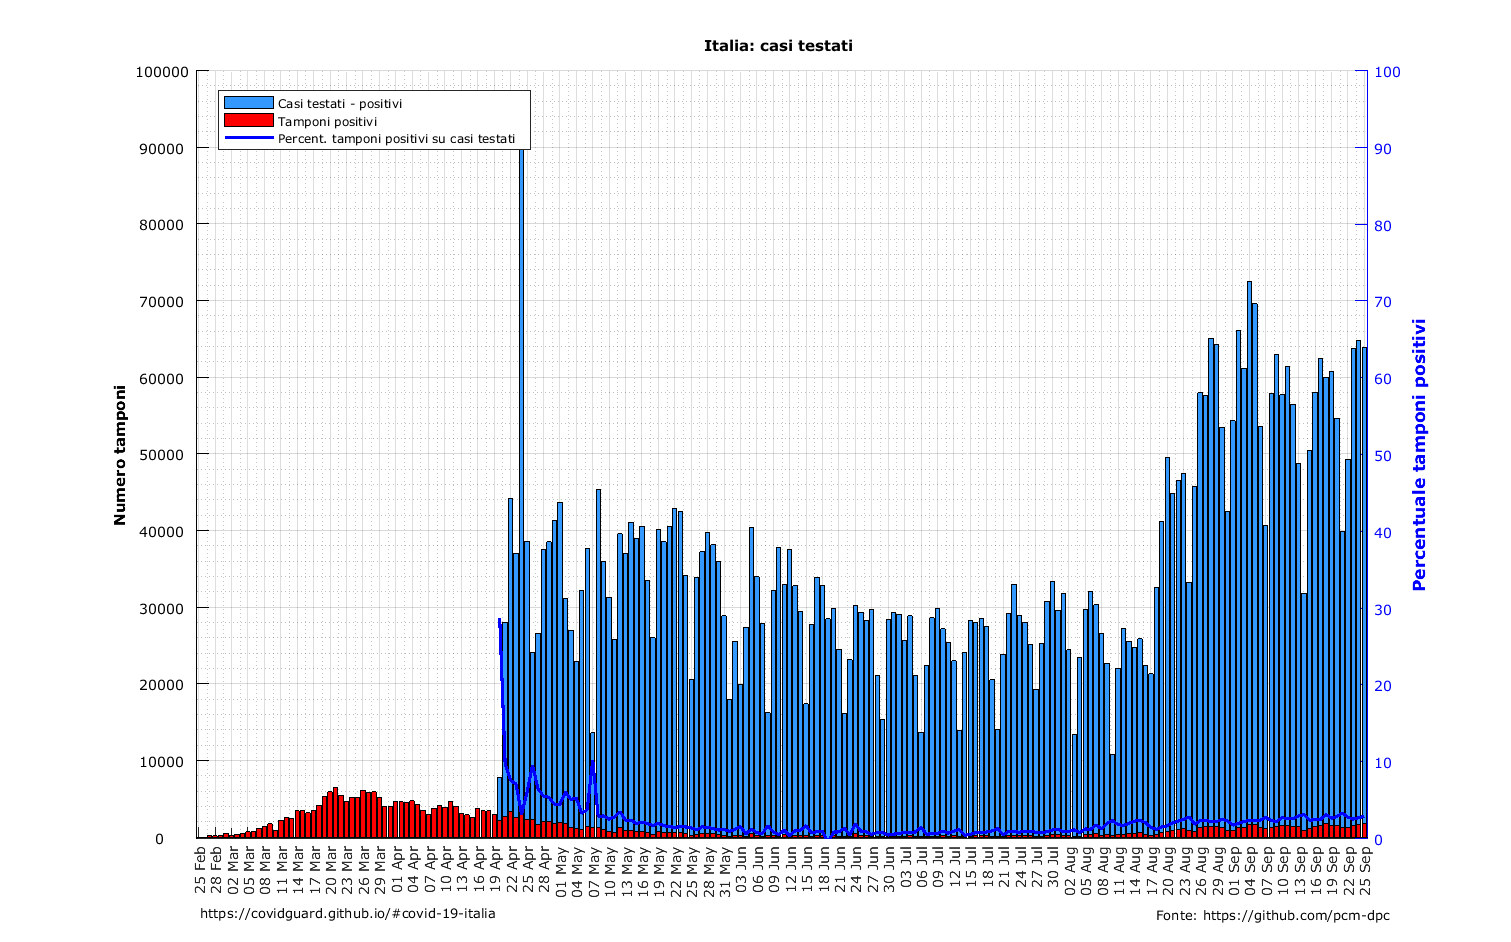 Italia: casi testati
Casi testati - positivi
Tamponi positivi
Percent. tamponi positivi su casi testati
Numero tamponi
100000
90000
80000
70000
60000
50000
40000
30000
20000
10000
0
Percentuale tamponi positivi
100
90
80
70
60
50
40
30
20
10
0
25 Feb
28 Feb
02 Mar
05 Mar
08 Mar
11 Mar
14 Mar
17 Mar
20 Mar
23 Mar
26 Mar
29 Mar
01 Apr
04 Apr
07 Apr
10 Apr
13 Apr
16 Apr
19 Apr
22 Apr
25 Apr
28 Apr
01 May
04 May
07 May
10 May
13 May
16 May
19 May
22 May
25 May
28 May
31 May
03 Jun
06 Jun
09 Jun
12 Jun
15 Jun
18 Jun
21 Jun
24 Jun
27 Jun
30 Jun
03 Jul
06 Jul
09 Jul
12 Jul
15 Jul
18 Jul
21 Jul
24 Jul
27 Jul
30 Jul
02 Aug
05 Aug
08 Aug
11 Aug
14 Aug
17 Aug
20 Aug
23 Aug
26 Aug
29 Aug
01 Sep
04 Sep
07 Sep
10 Sep
13 Sep
16 Sep
19 Sep
22 Sep
25 Sep
https://covidguard.github.io/#covid-19-italia
Fonte: https://github.com/pcm-dpc